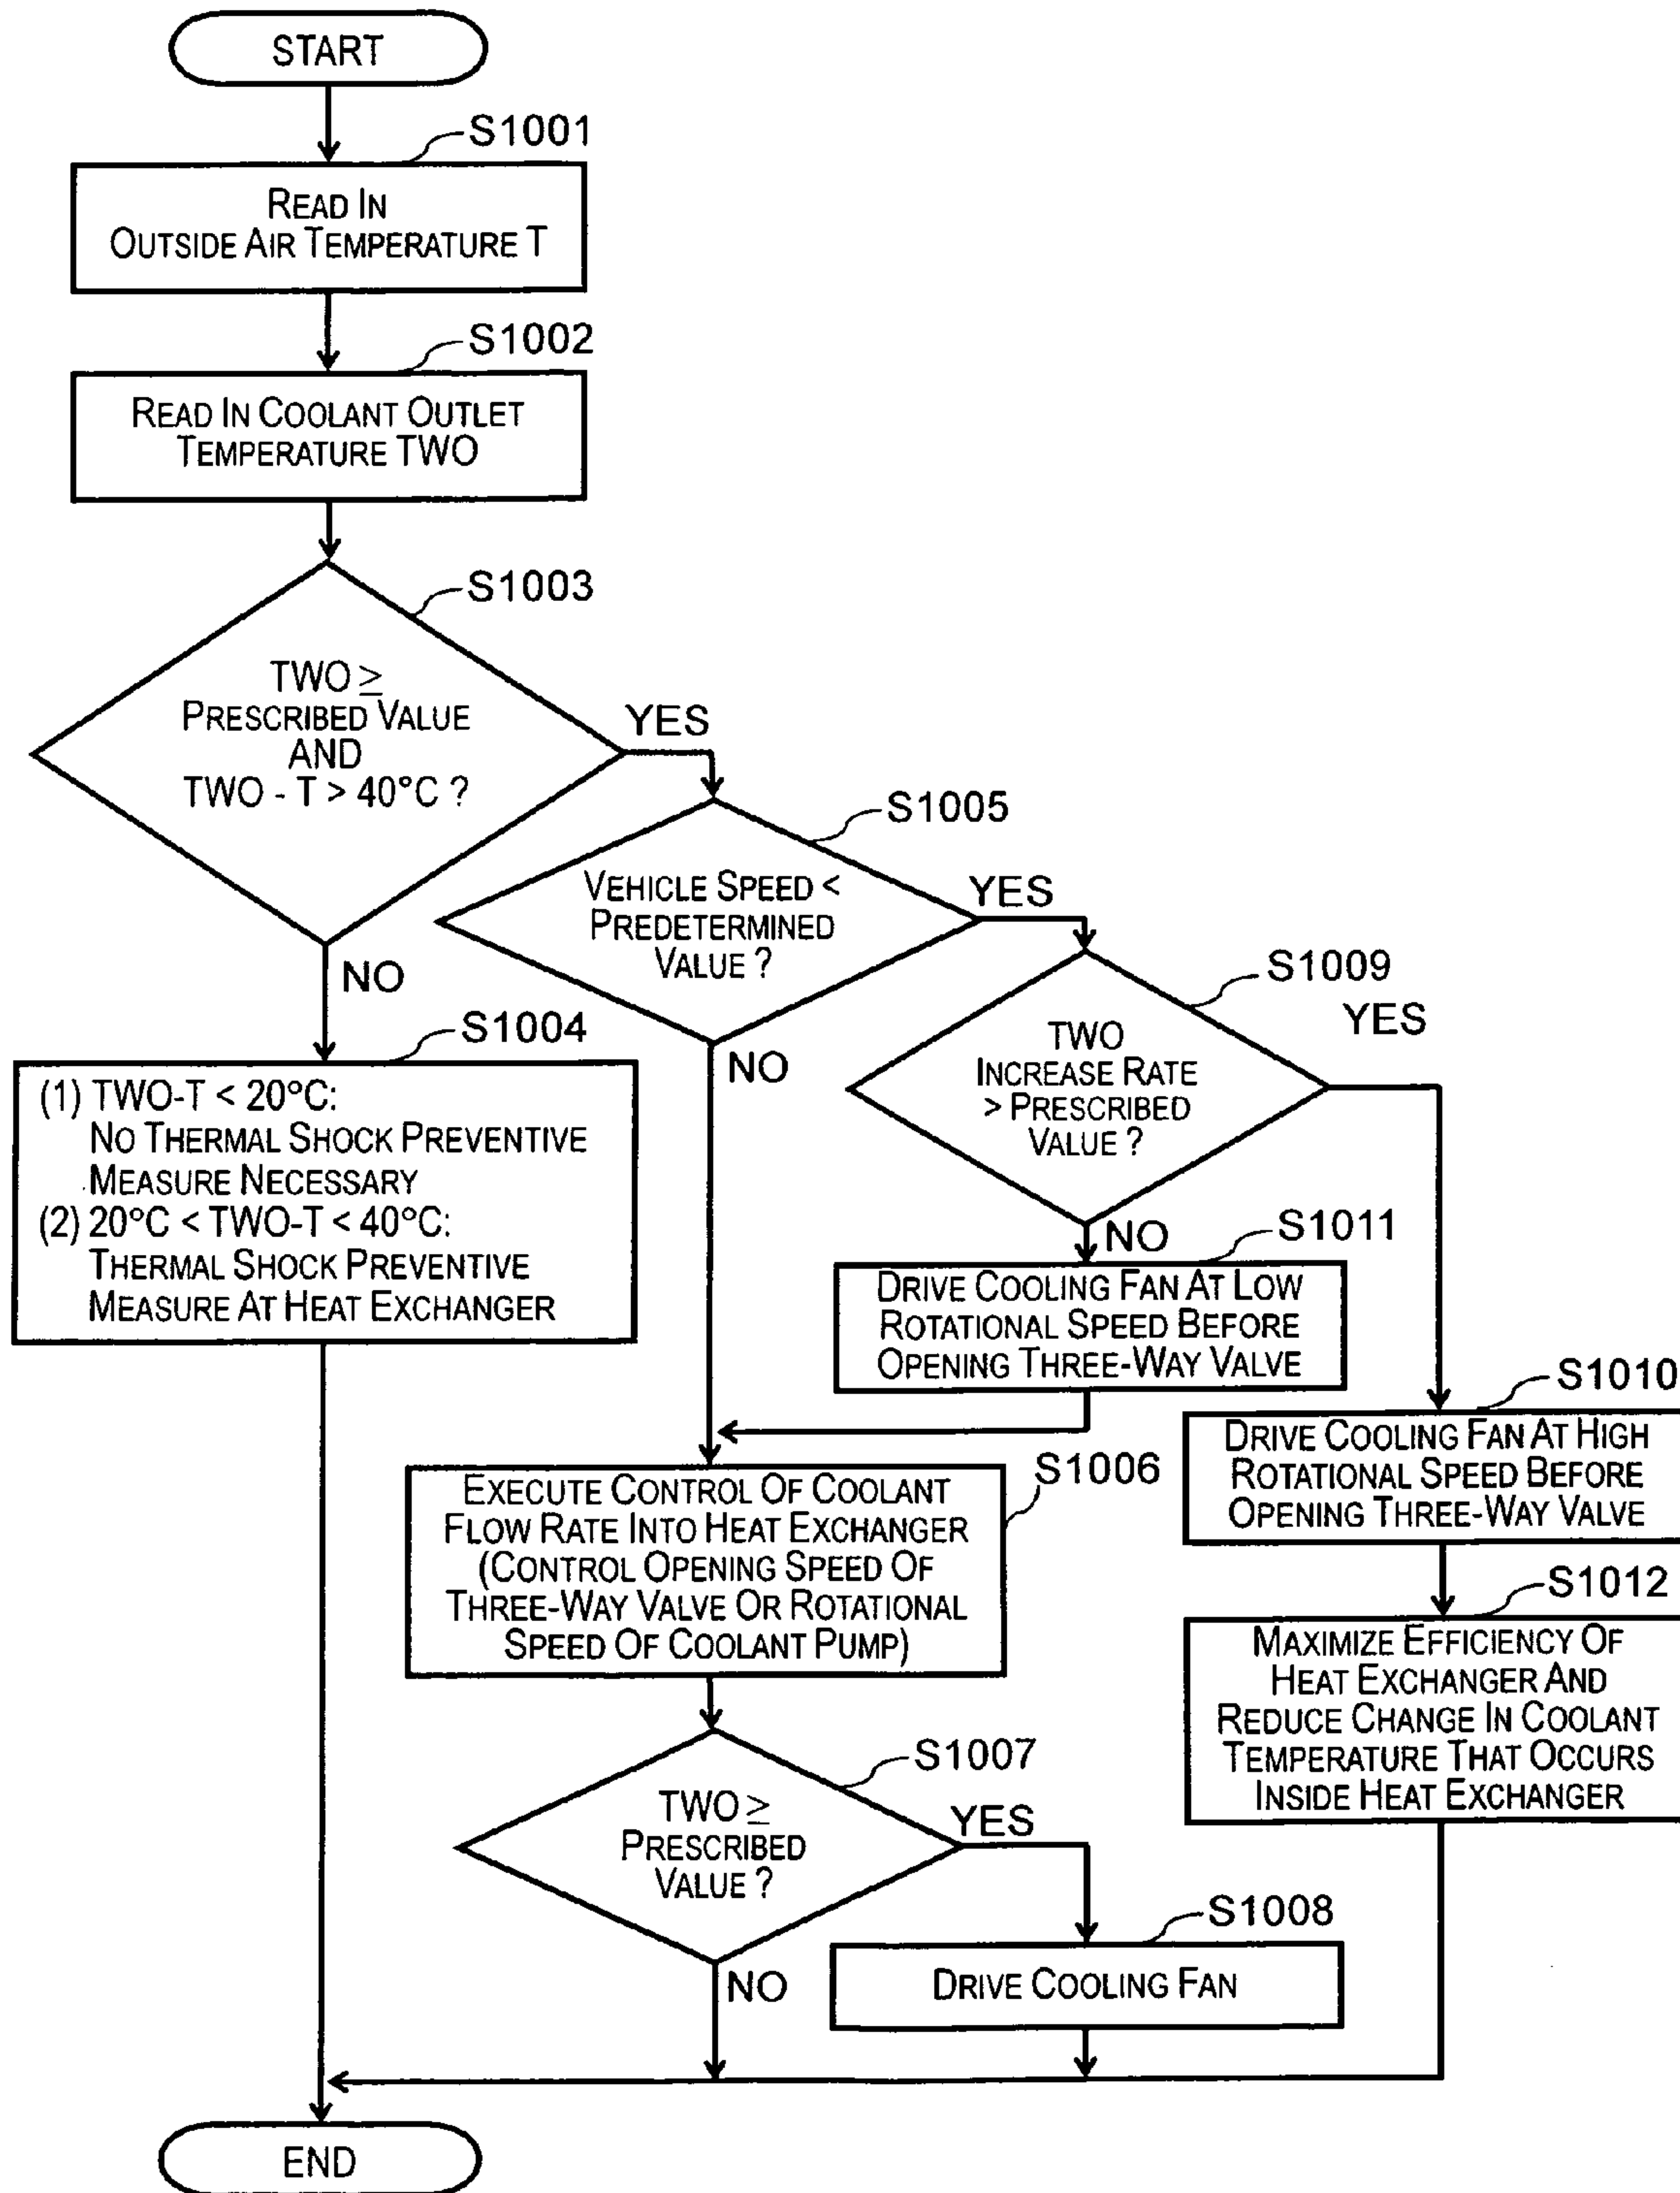 START
S1001
READ IN
OUTSIDE AIR TEMPERATURE T
S1002
READ IN COOLANT OUTLET
TEMPERATURE TWO
S1003
TWO ≥
PRESCRIBED VALUE
AND
TWO - T > 40°C ?
YES
NO
S1005
VEHICLE SPEED <
PREDETERMINED
VALUE ?
YES
NO
S1009
TWO
INCREASE RATE
> PRESCRIBED
VALUE ?
YES
NO
S1004
(1) TWO-T < 20°C:
NO THERMAL SHOCK PREVENTIVE
MEASURE NECESSARY
(2) 20°C < TWO-T < 40°C:
THERMAL SHOCK PREVENTIVE
MEASURE AT HEAT EXCHANGER
S1011
DRIVE COOLING FAN AT LOW
ROTATIONAL SPEED BEFORE
OPENING THREE-WAY VALVE
S1010
DRIVE COOLING FAN AT HIGH
ROTATIONAL SPEED BEFORE
OPENING THREE-WAY VALVE
S1006
EXECUTE CONTROL OF COOLANT
FLOW RATE INTO HEAT EXCHANGER
(CONTROL OPENING SPEED OF
THREE-WAY VALVE OR ROTATIONAL
SPEED OF COOLANT PUMP)
S1012
MAXIMIZE EFFICIENCY OF
HEAT EXCHANGER AND
REDUCE CHANGE IN COOLANT
TEMPERATURE THAT OCCURS
INSIDE HEAT EXCHANGER
S1007
TWO ≥
PRESCRIBED
VALUE ?
YES
NO
S1008
DRIVE COOLING FAN
END